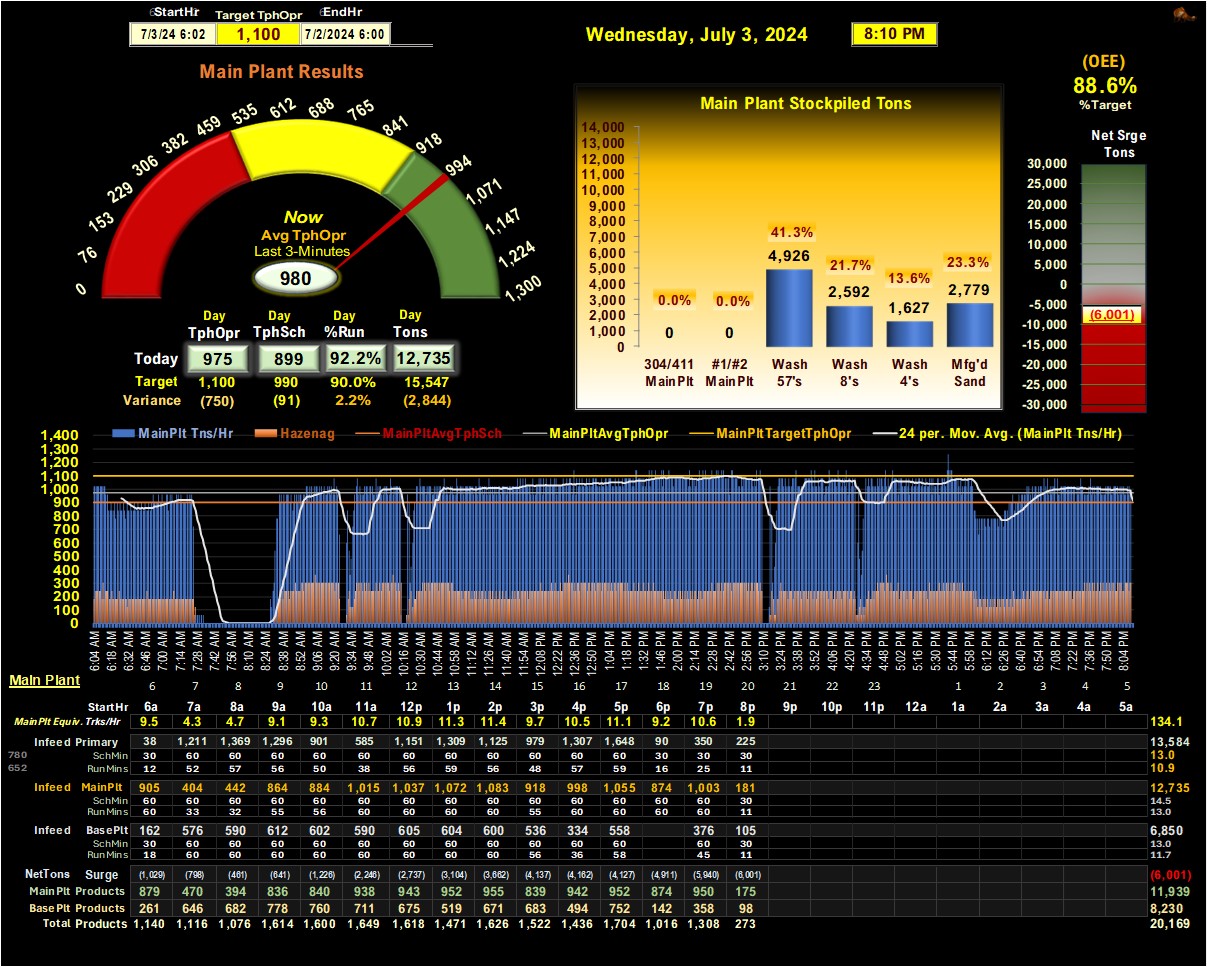 StartHr Target TphOpr EndHr
7/3/24 6:02 1,100 7/2/2024 6:00
Wednesday, July 3, 2024 8:10 PM
Main Plant Results
0 76 153 229 306 382 459 535 612 688 765 841 918 994 1,071 1,147 1,224 1,300
Now
Avg TphOpr
Last 3-Minutes
980
Day Day Day Day
TphOpr TphSch %Run Tons
Today 975 899 92.2% 12,735
Target 1,100 990 90.0% 15,547
Variance (750) (91) 2.2% (2,844)
Main Plant Stockpiled Tons
14,000
13,000
12,000
11,000
10,000
9,000
8,000
7,000
6,000
5,000
4,000
3,000
2,000
1,000
0
0.0% 0.0% 41.3% 21.7% 13.6% 23.3%
0 0 4,926 2,592 1,627 2,779
304/411 #1/#2 Wash Wash Wash Mfg'd
MainPlt MainPlt 57's 8's 4's Sand
(OEE)
88.6%
%Target
Net Srge
Tons
30,000
25,000
20,000
15,000
10,000
5,000
0
-5,000
-10,000
-15,000
-20,000
-25,000
-30,000
(6,001)
MainPlt Tns/Hr Hazenag MainPltAvgTphSch MainPltAvgTphOpr MainPltTargetTphOpr 24 per. Mov. Avg. (MainPlt Tns/Hr)
1,400
1,300
1,200
1,100
1,000
900
800
700
600
500
400
300
200
100
0
6:04 AM 6:18 AM 6:32 AM 6:46 AM 7:00 AM 7:14 AM 7:28 AM 7:42 AM 7:56 AM 8:10 AM 8:24 AM 8:38 AM 8:52 AM 9:06 AM 9:20 AM 9:34 AM 9:48 AM 10:02 AM 10:16 AM 10:30 AM 10:44 AM 10:58 AM 11:12 AM 11:26 AM 11:40 AM 11:54 AM 12:08 PM 12:22 PM 12:36 PM 12:50 PM 1:04 PM 1:18 PM 1:32 PM 1:46 PM 2:00 PM 2:14 PM 2:28 PM 2:42 PM 2:56 PM 3:10 PM 3:24 PM 3:38 PM 3:52 PM 4:06 PM 4:20 PM 4:34 PM 4:48 PM 5:02 PM 5:16 PM 5:30 PM 5:44 PM 5:58 PM 6:12 PM 6:26 PM 6:40 PM 6:54 PM 7:08 PM 7:22 PM 7:36 PM 7:50 PM 8:04 PM
Main Plant
6 7 8 9 10 11 12 13 14 15 16 17 18 19 20 21 22 23 1 2 3 4 5
StartHr 6a 7a 8a 9a 10a 11a 12p 1p 2p 3p 4p 5p 6p 7p 8p 9p 10p 11p 12a 1a 2a 3a 4a 5a
MainPlt Equiv. Trks/Hr 9.5 4.3 4.7 9.1 9.3 10.7 10.9 11.3 11.4 9.7 10.5 11.1 9.2 10.6 1.9 134.1
Infeed Primary 38 1,211 1,369 1,296 901 585 1,151 1,309 1,125 979 1,307 1,648 90 350 225 13,584
780 SchMin 30 60 60 60 60 60 60 60 60 60 60 60 30 30 30 13.0
652 RunMins 12 52 57 56 50 38 56 59 56 48 57 59 16 25 11 10.9
Infeed MainPlt 905 404 442 864 884 1,015 1,037 1,072 1,083 918 998 1,055 874 1,003 181 12,735
SchMin 60 60 60 60 60 60 60 60 60 60 60 60 60 60 30 14.5
RunMins 60 33 32 55 56 60 60 60 60 55 60 60 60 60 11 13.0
Infeed BasePlt 162 576 590 612 602 590 605 604 600 536 334 558 376 105 6,850
SchMin 30 60 60 60 60 60 60 60 60 60 60 60 60 30 13.0
RunMins 18 60 60 60 60 60 60 60 60 56 36 58 45 11 11.7
NetTons Surge (1,029) (798) (461) (641) (1,226) (2,246) (2,737) (3,104) (3,662) (4,137) (4,162) (4,127) (4,911) (5,940) (6,001) (6,001)
MainPlt Products 879 470 394 836 840 938 943 952 955 839 942 952 874 950 175 11,939
BasePlt Products 261 646 682 778 760 711 675 519 671 683 494 752 142 358 98 8,230
Total Products 1,140 1,116 1,076 1,614 1,600 1,649 1,618 1,471 1,626 1,522 1,436 1,704 1,016 1,308 273 20,169